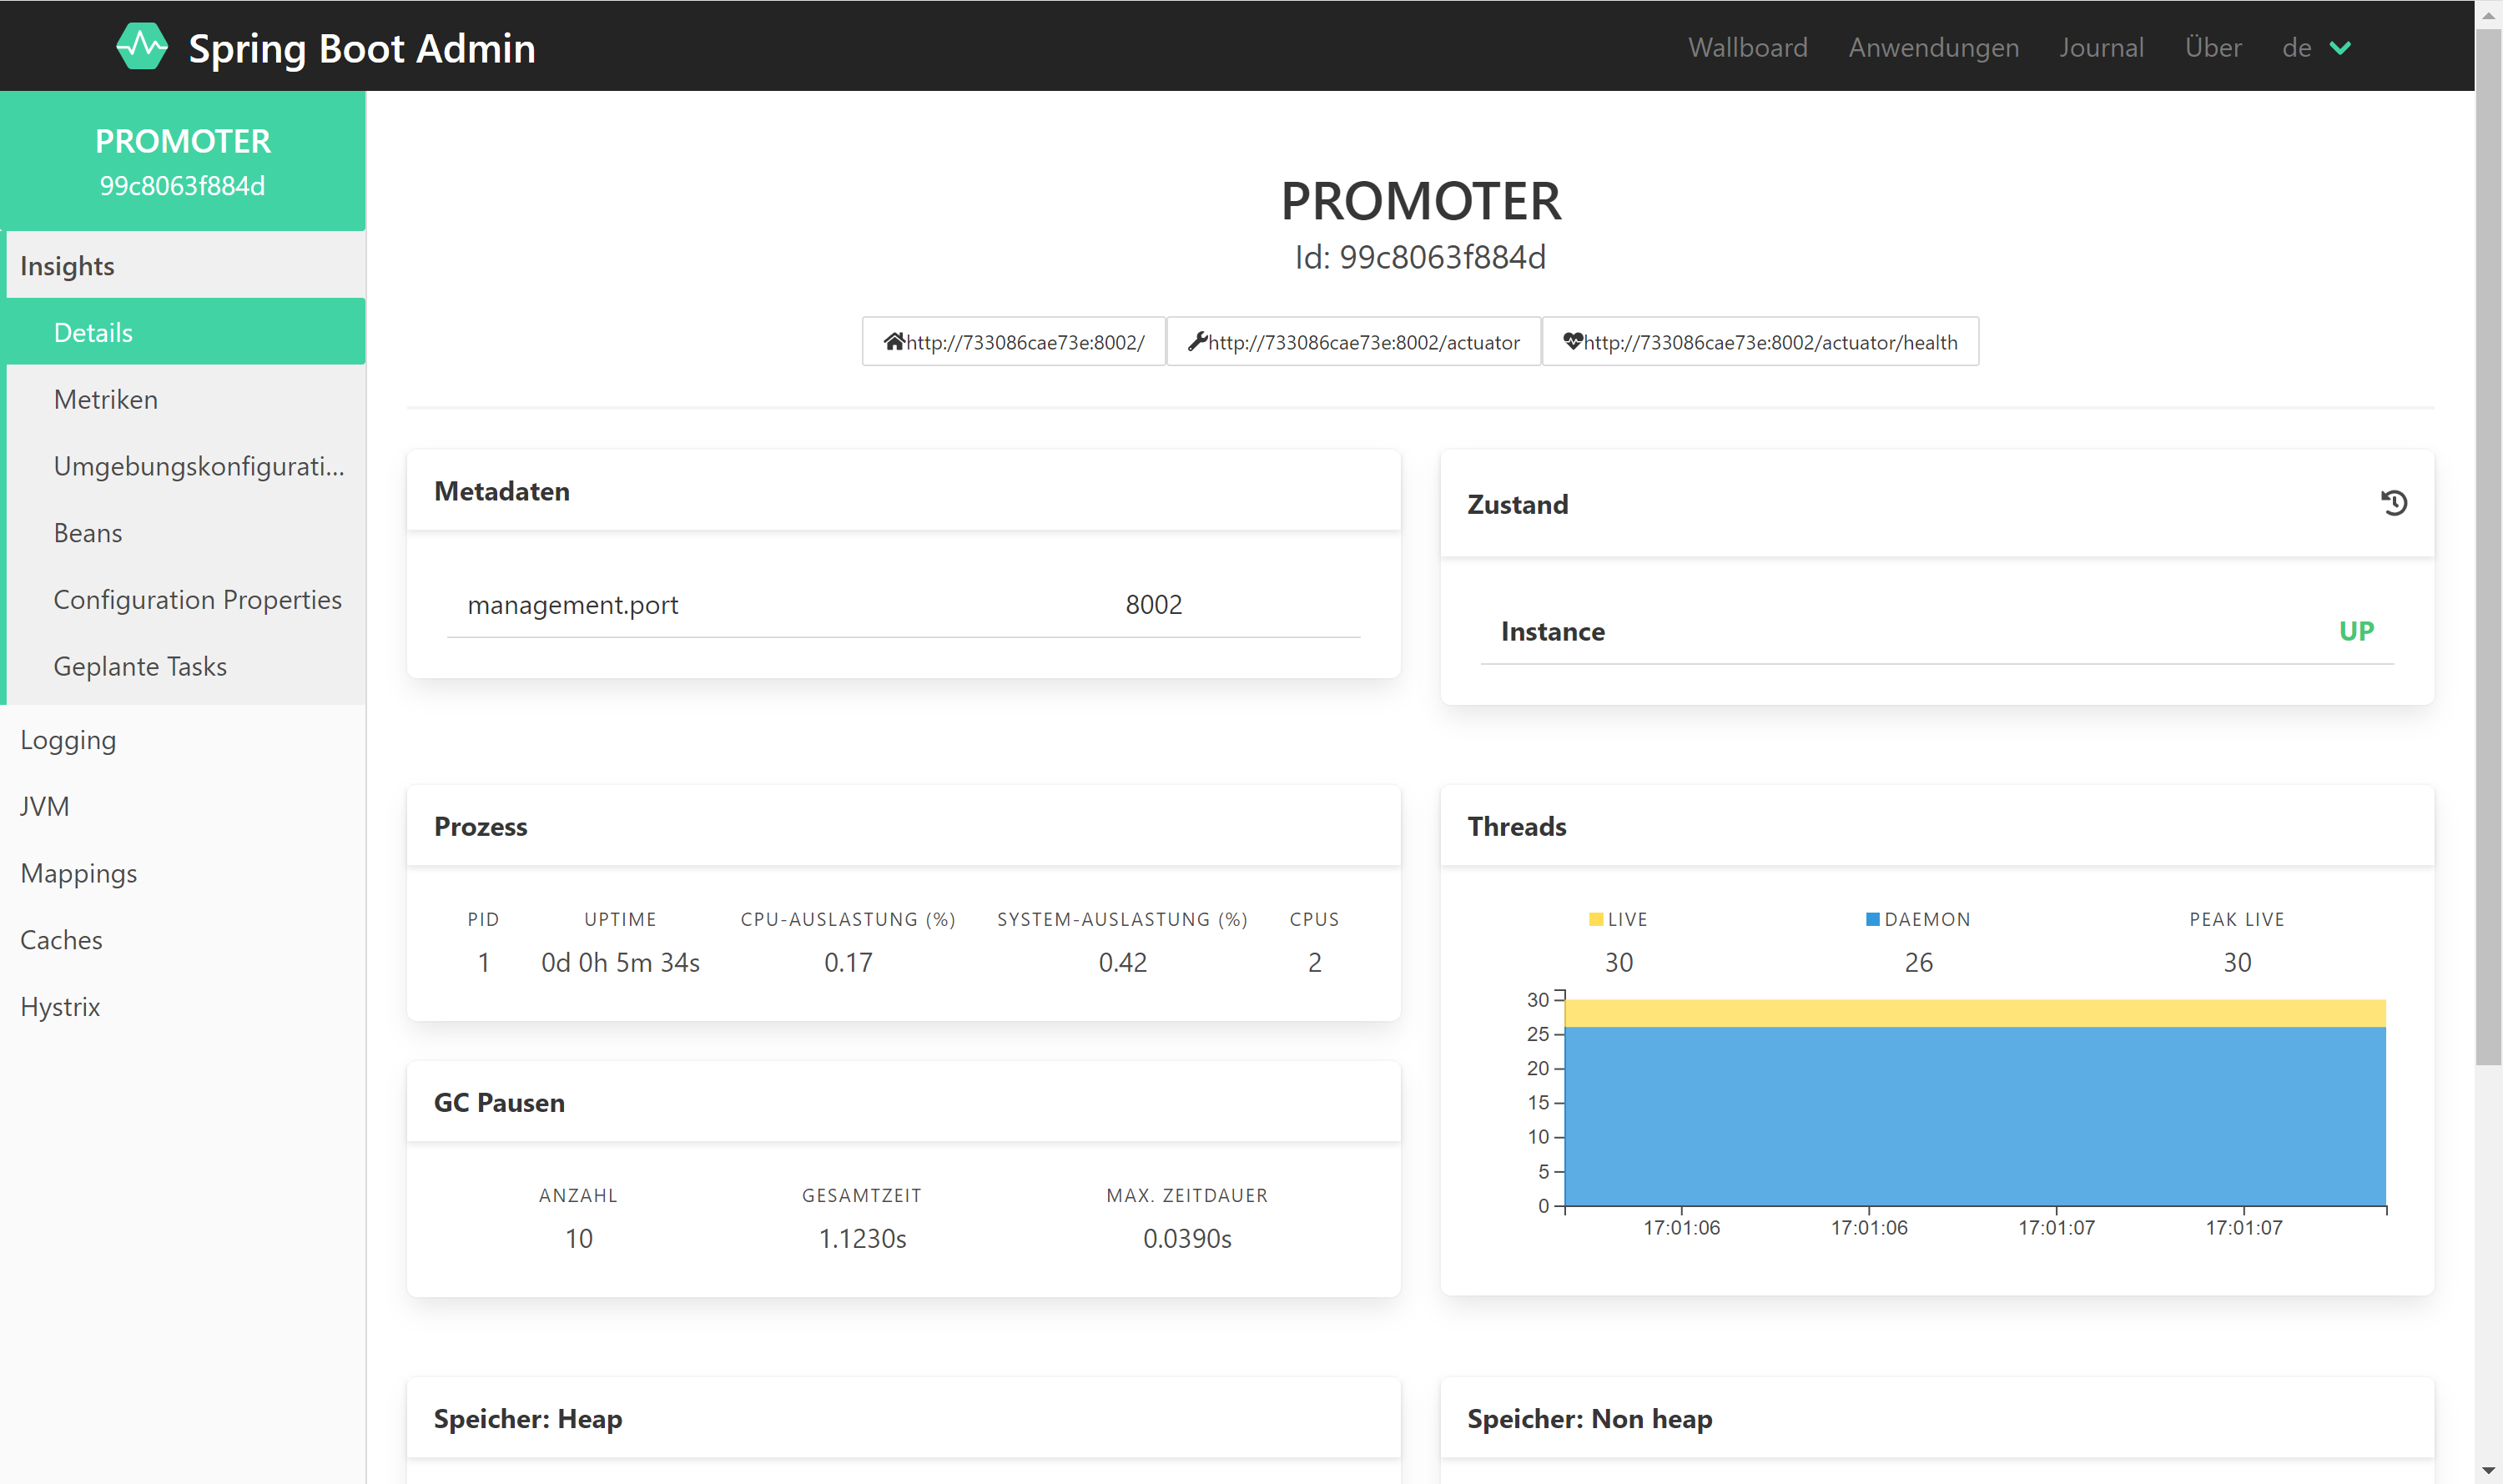 Spring Boot Admin
Wallboard Anwendungen Journal Über de
PROMOTER
99c8063f884d
Insights
Details
Metriken
Umgebungskonfigurati...
Beans
Configuration Properties
Geplante Tasks
Logging
JVM
Mappings
Caches
Hystrix
PROMOTER
Id: 99c8063f884d
http://733086cae73e:8002/ http://733086cae73e:8002/actuator http://733086cae73e:8002/actuator/health
Metadaten
management.port 8002
Zustand
Instance UP
Prozess
PID UPTIME CPU-AUSLASTUNG (%) SYSTEM-AUSLASTUNG (%) CPUS
1 0d 0h 5m 34s 0.17 0.42 2
GC Pausen
ANZAHL GESAMTZEIT MAX. ZEITDAUER
10 1.1230s 0.0390s
Threads
LIVE DAEMON PEAK LIVE
30 26 30
30
25
20
15
10
5
0
17:01:06 17:01:06 17:01:07 17:01:07
Speicher: Heap
Speicher: Non heap